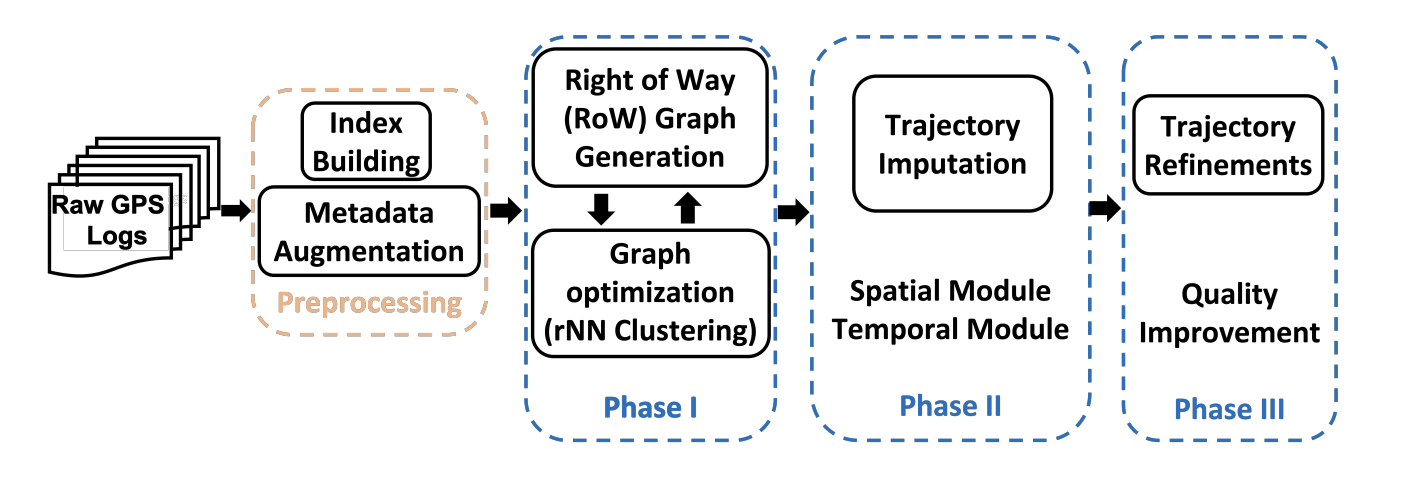 Raw GPS
Logs
Index
Building
Metadata
Augmentation
Preprocessing
Right of Way
(RoW) Graph
Generation
Graph
optimization
(rNN Clustering)
Phase I
Trajectory
Imputation
Spatial Module
Temporal Module
Phase II
Trajectory
Refinements
Quality
Improvement
Phase III